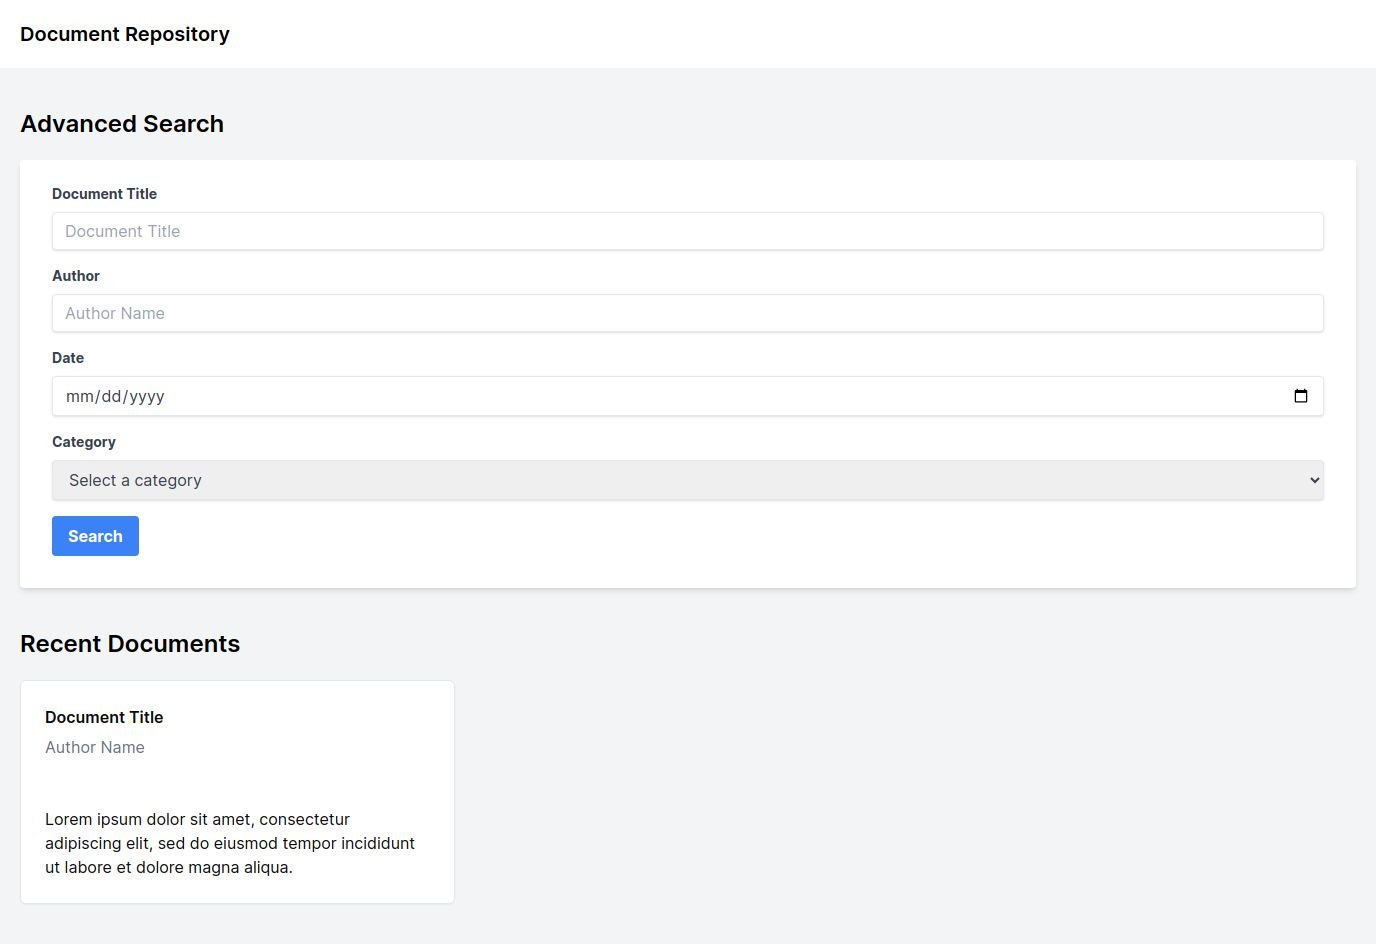 Document Repository
Advanced Search
Document Title
Document Title
Author
Author Name
Date
mm/dd/yyyy
Category
Select a category
Search
Recent Documents
Document Title
Author Name
Lorem ipsum dolor sit amet, consectetur
adipiscing elit, sed do eiusmod tempor incididunt
ut labore et dolore magna aliqua.